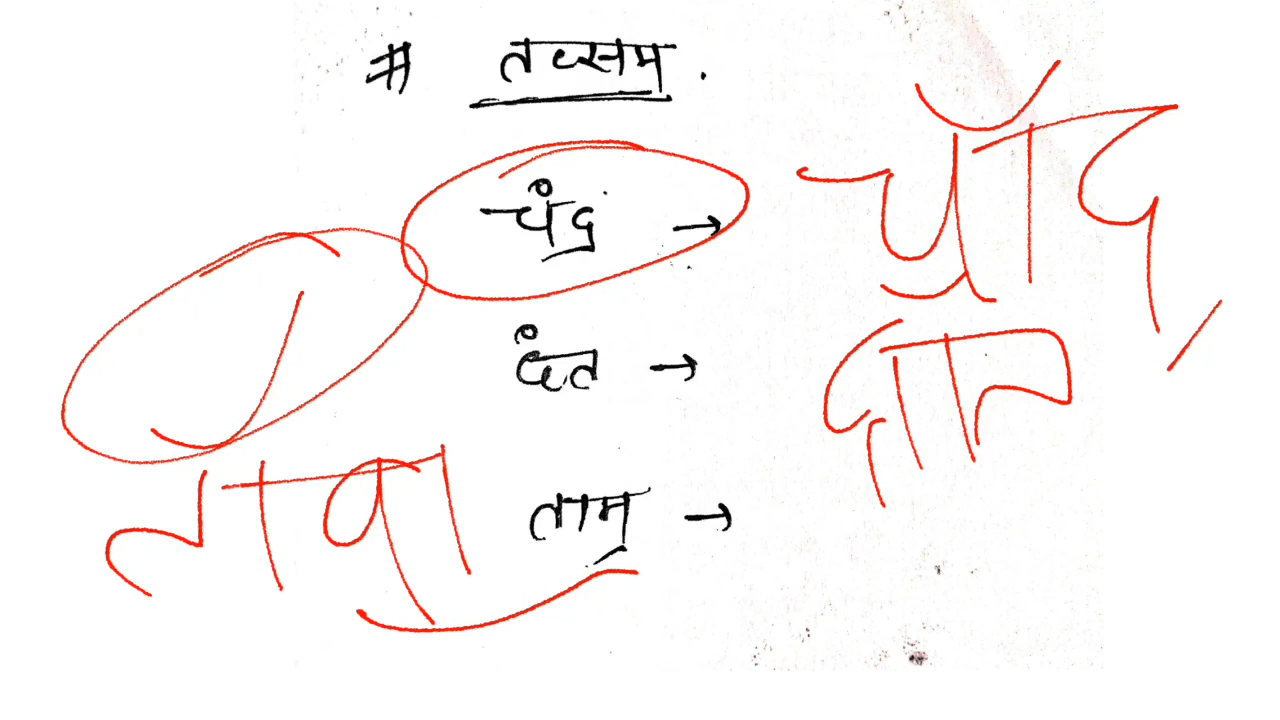 # तत्सम.
चंद्र → चाँद
दंत → दात
ताम्र →
तावा